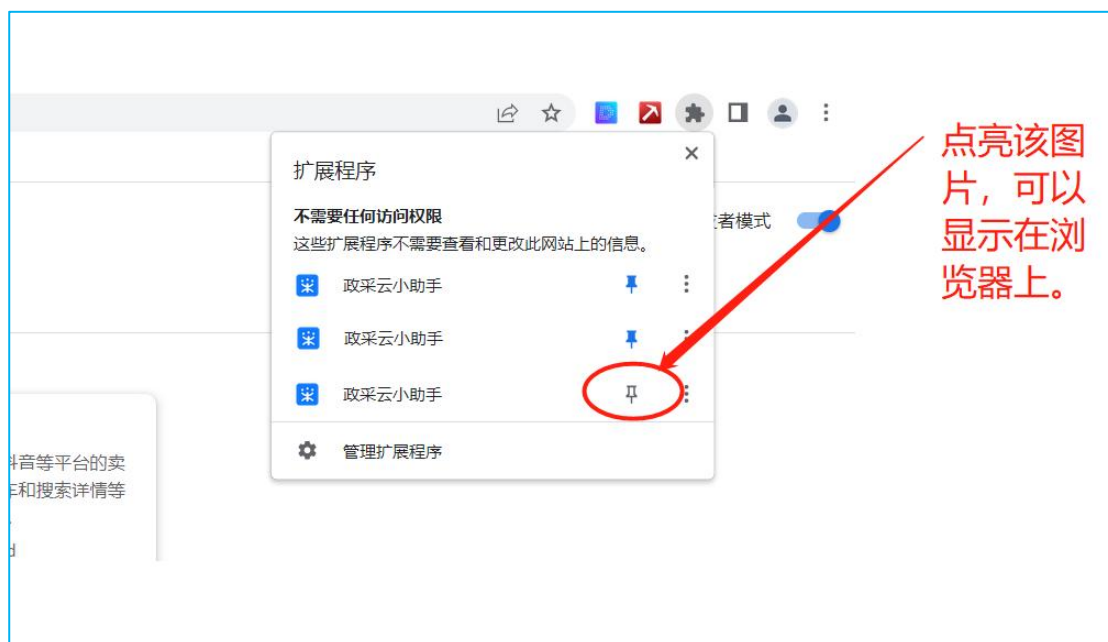 扩展程序
不需要任何访问权限
这些扩展程序不需要查看和更改此网站上的信息。
政采云小助手
政采云小助手
政采云小助手
管理扩展程序
者模式
点亮该图
片，可以
显示在浏
览器上。
音等平台的卖
和搜索详情等